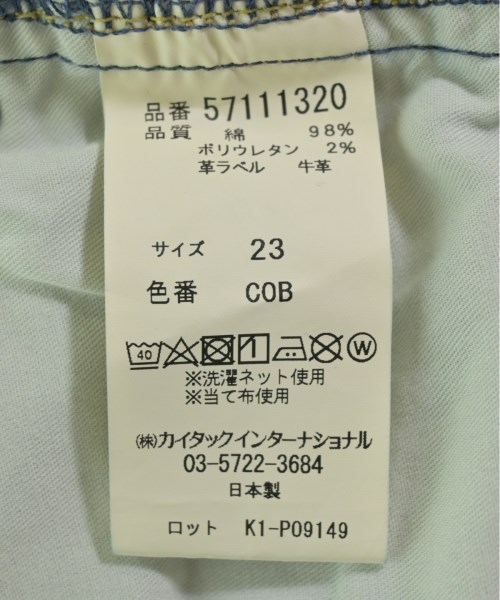 品番 57111320
品質 綿 98%
ポリウレタン 2%
革ラベル 牛革
サイズ 23
色番 COB
40 W
※洗濯ネット使用
※当て布使用
㈱カイタックインターナショナル
03-5722-3684
日本製
ロット K1-P09149